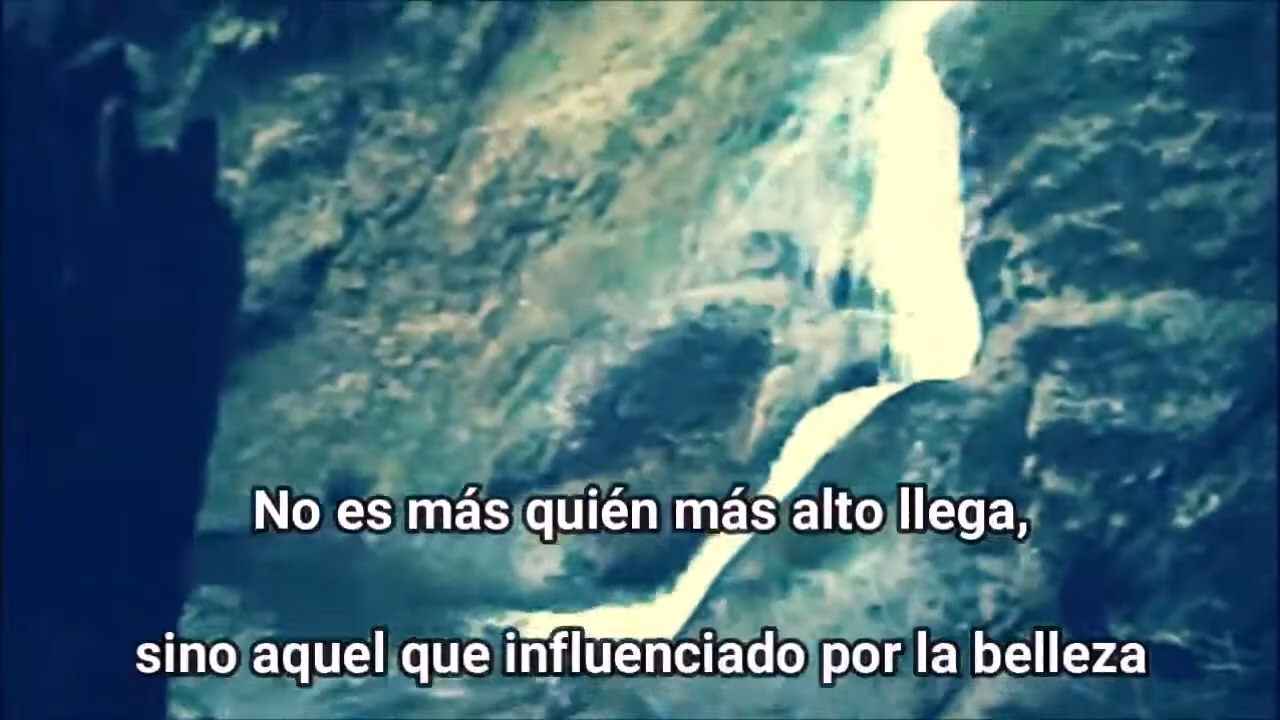 No es más quién más alto llega,
sino aquel que influenciado por la belleza